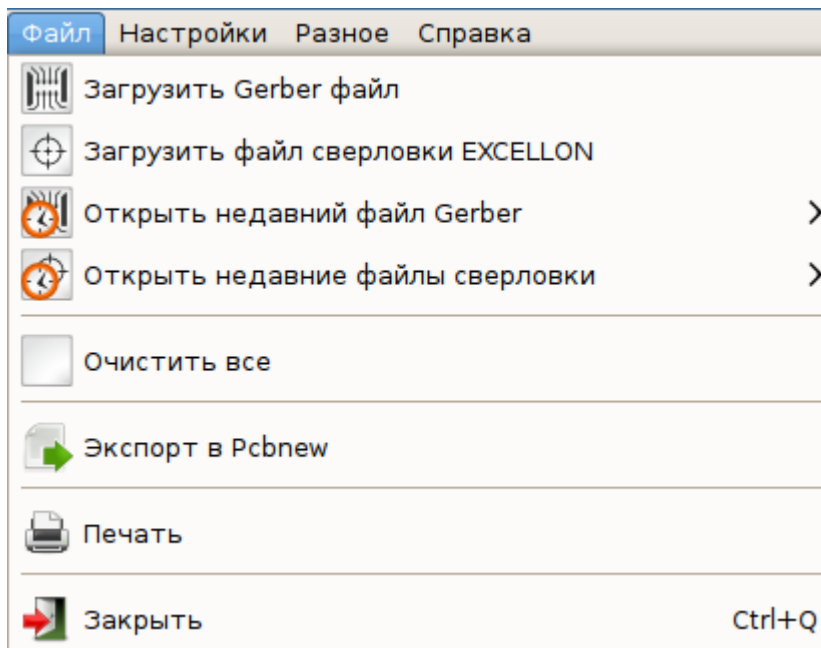 Файл Настройки Разное Справка
Загрузить Gerber файл
Загрузить файл сверловки EXCELLON
Открыть недавний файл Gerber
Открыть недавние файлы сверловки
Очистить все
Экспорт в Pcbnew
Печать
Закрыть Ctrl+Q